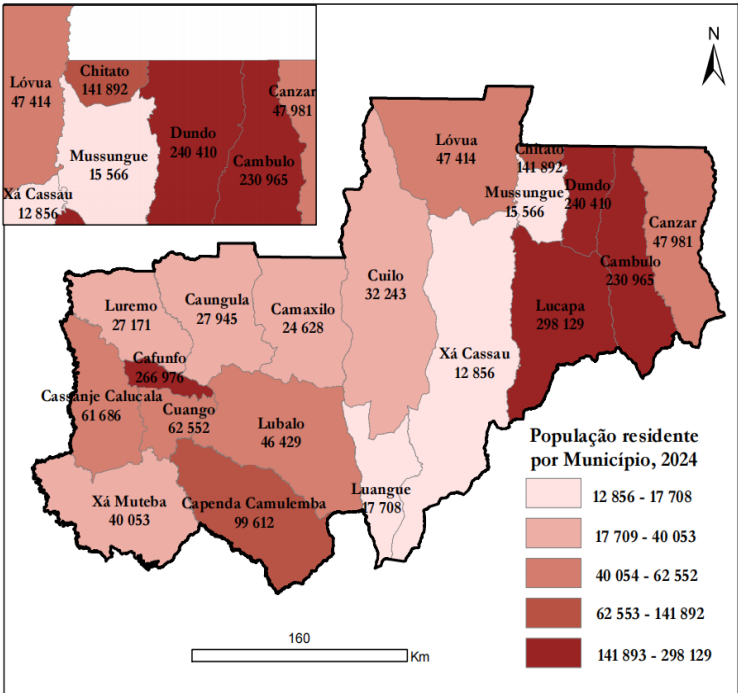 Lóvua
47 414
Chitato
141 892
Canzar
47 981
Dundo
240 410
Mussungue
15 566
Cambulo
230 965
Xá Cassau
12 856
N
Lóvua
47 414
Chitato
141 892
Mussungue
15 566
Dundo
240 410
Canzar
47 981
Cambulo
230 965
Cuilo
32 243
Caungula
27 945
Luremo
27 171
Camaxilo
24 628
Lucapa
298 129
Xá Cassau
12 856
Cafunfo
266 976
Cassanje Calucala
61 686
Cuango
62 552
Lubalo
46 429
Luangue
17 708
Xá Muteba
40 053
Capenda Camulemba
99 612
População residente
por Município, 2024
12 856 - 17 708
17 709 - 40 053
40 054 - 62 552
62 553 - 141 892
141 893 - 298 129
160
Km